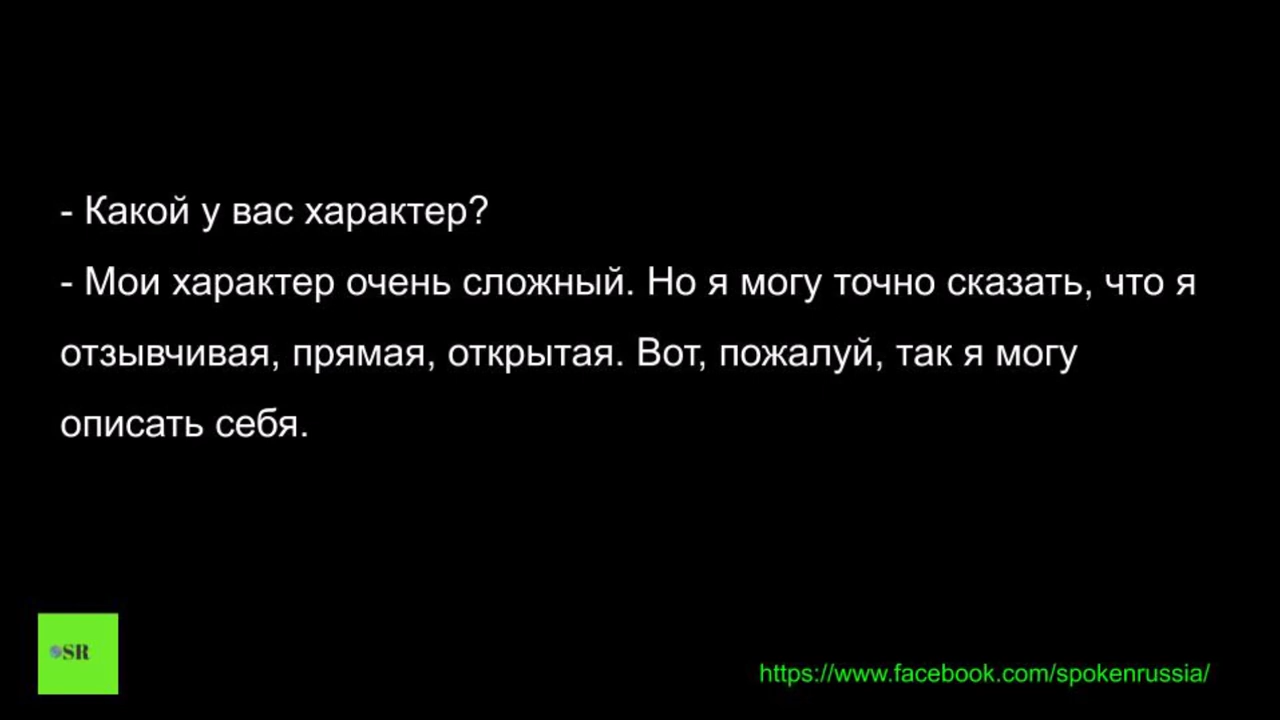 - Какой у вас характер?
- Мои характер очень сложный. Но я могу точно сказать, что я
отзывчивая, прямая, открытая. Вот, пожалуй, так я могу
описать себя.
SR
https://www.facebook.com/spokenrussia/